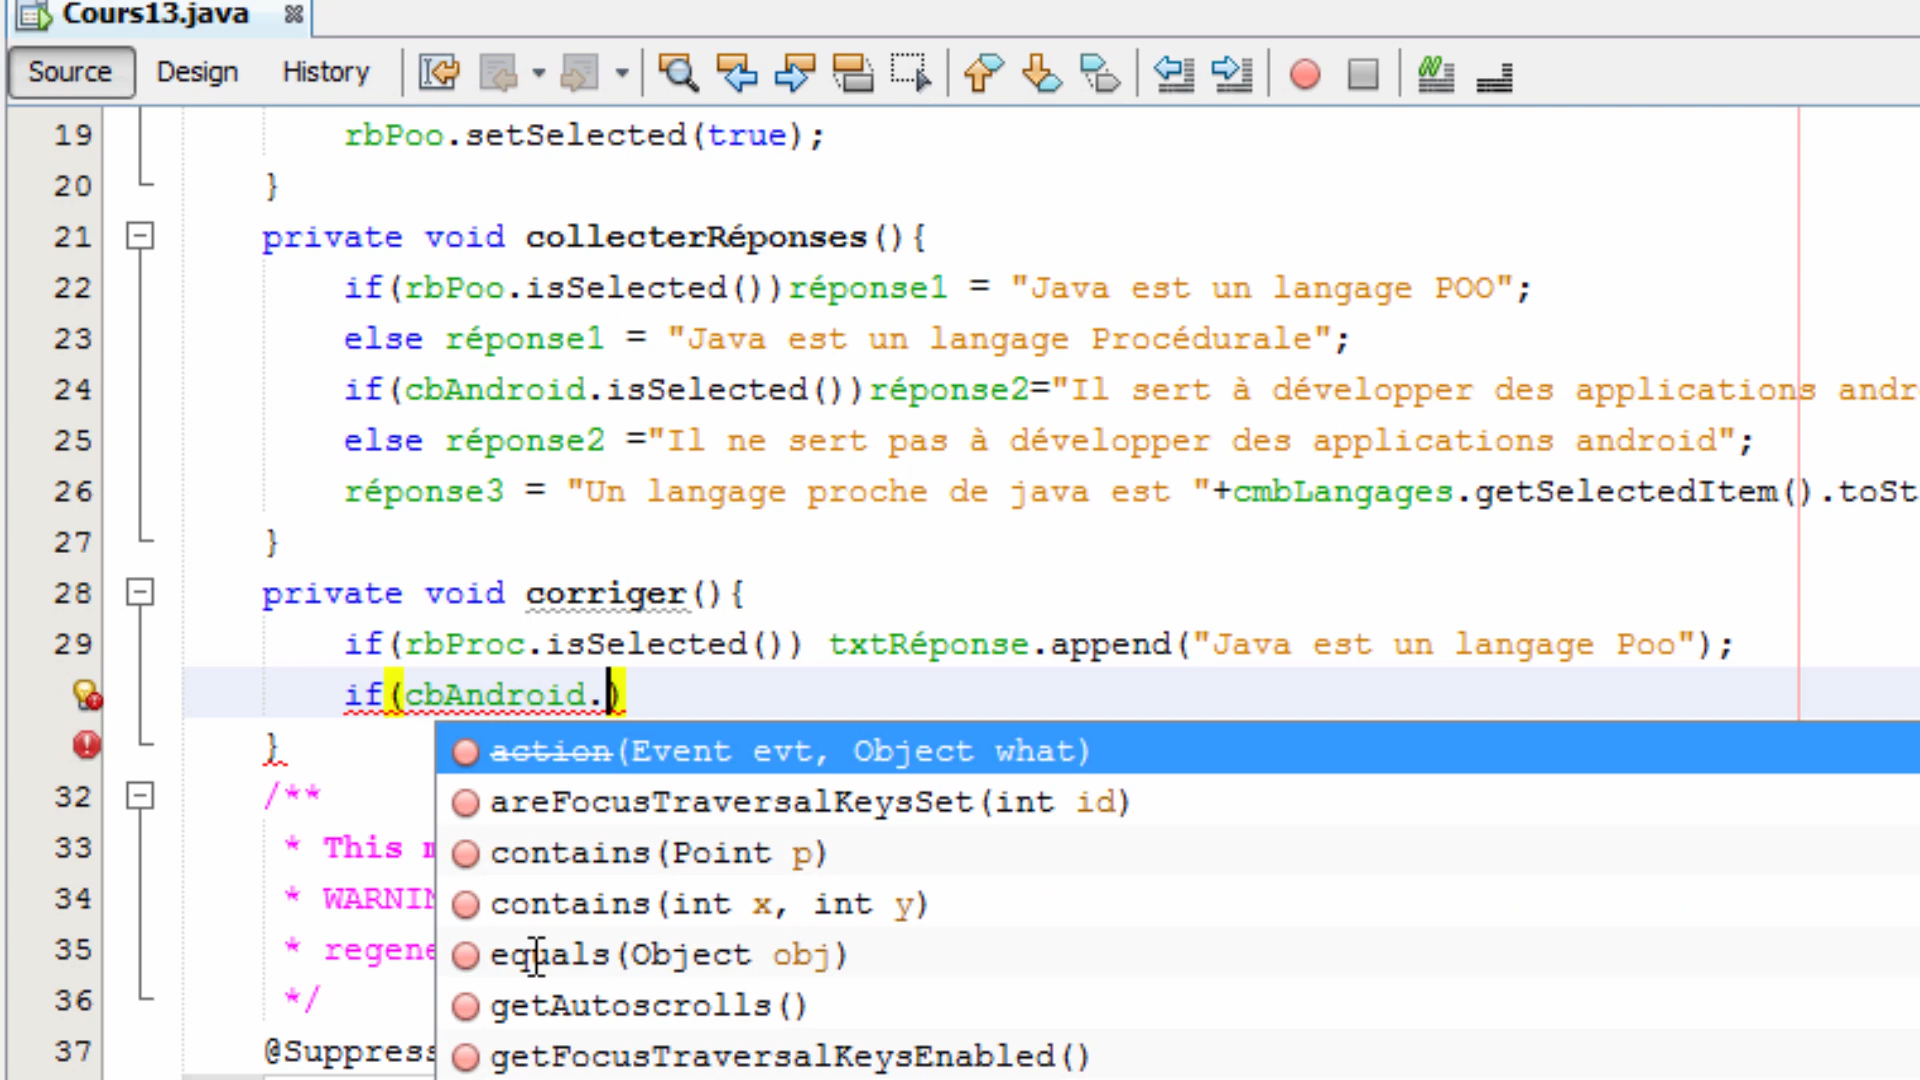 Cours13.java
Source Design History
19 rbPoo.setSelected(true);
20 }
21 private void collecterRéponses(){
22 if(rbPoo.isSelected())réponse1 = "Java est un langage POO";
23 else réponse1 = "Java est un langage Procédurale";
24 if(cbAndroid.isSelected())réponse2="Il sert à développer des applications andr
25 else réponse2 ="Il ne sert pas à développer des applications android";
26 réponse3 = "Un langage proche de java est "+cmbLangages.getSelectedItem().toSt
27 }
28 private void corriger(){
29 if(rbProc.isSelected()) txtRéponse.append("Java est un langage Poo");
if(cbAndroid.)
}
action(Event evt, Object what)
32 /**
areFocusTraversalKeysSet(int id)
33 * This m
contains(Point p)
34 * WARNIN
contains(int x, int y)
35 * regene
equals(Object obj)
36 */
getAutoscrolls()
37 @Suppress
getFocusTraversalKeysEnabled()